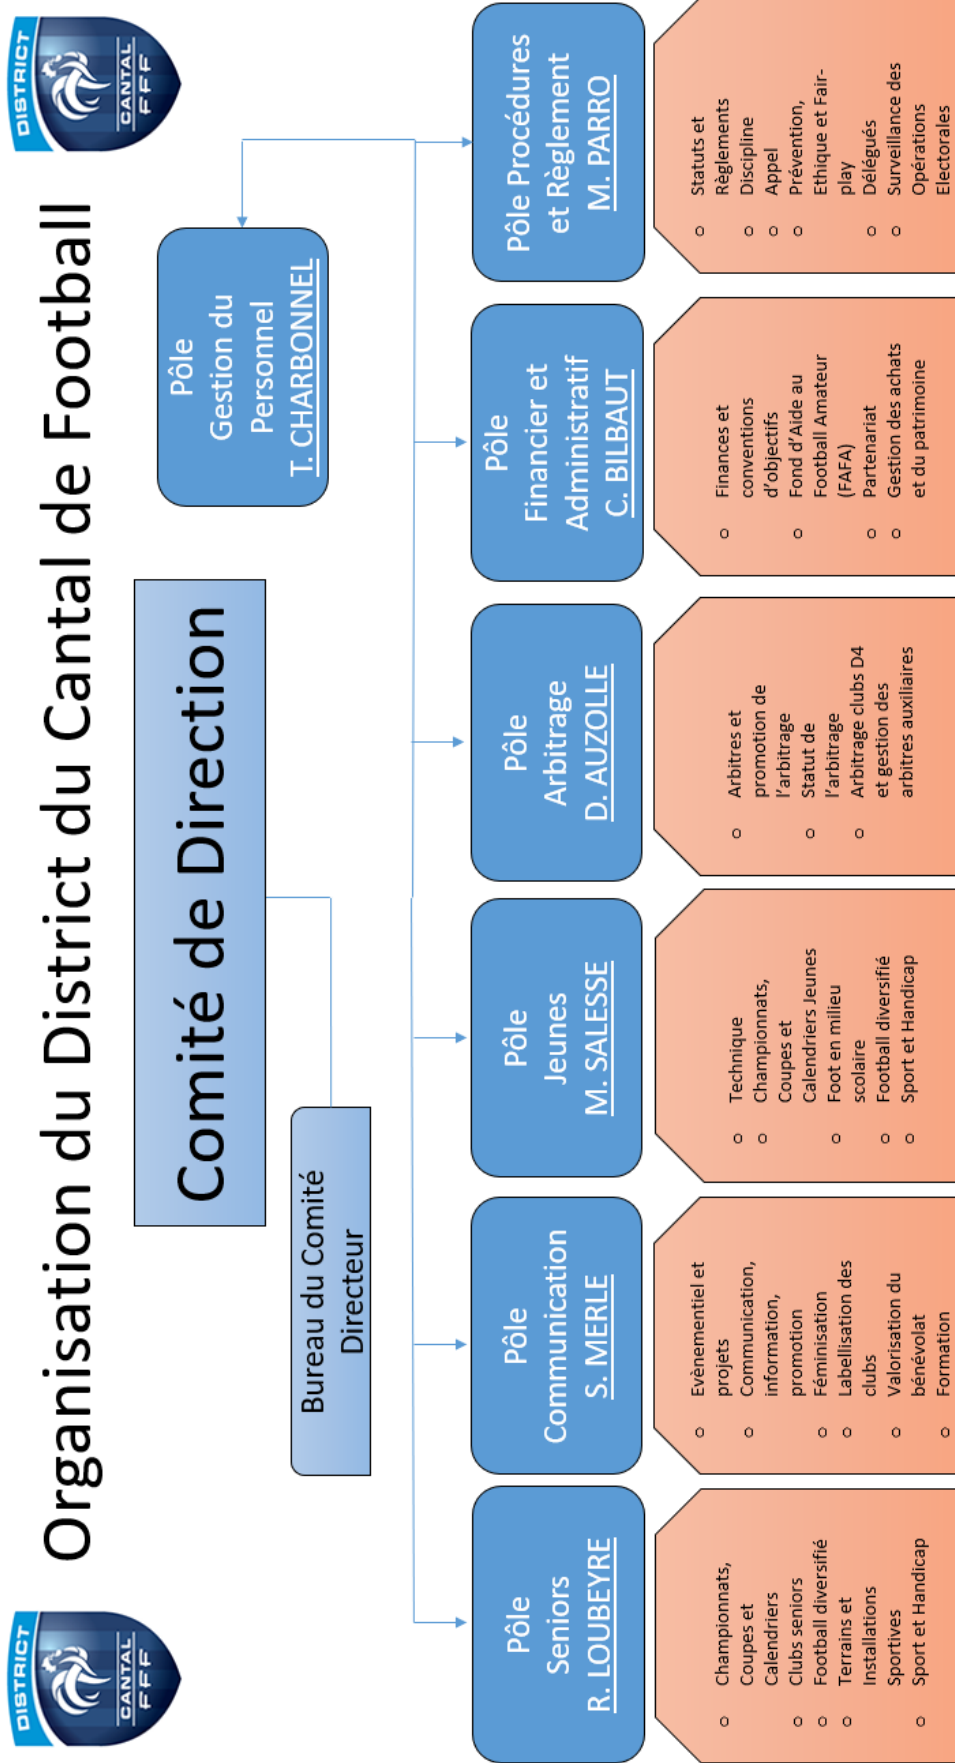 DISTRICT
CANTAL
FFF
Organisation du District du Cantal de Football
DISTRICT
CANTAL
FFF
Comité de Direction
Pôle
Gestion du
Personnel
T. CHARBONNEL
Bureau du Comité
Directeur
Pôle
Seniors
R. LOUBEYRE
Pôle
Communication
S. MERLE
Pôle
Jeunes
M. SALESSE
Pôle
Arbitrage
D. AUZOLLE
Pôle
Financier et
Administratif
C. BILBAUT
Pôle Procédures
et Règlement
M. PARRO
o Championnats,
Coupes et
Calendriers
o Clubs seniors
o Football diversifié
o Terrains et
Installations
Sportives
o Sport et Handicap
o Evènementiel et
projets
o Communication,
information,
promotion
o Féminisation
o Labellisation des
clubs
o Valorisation du
bénévolat
o Formation
o Technique
o Championnats,
Coupes et
Calendriers Jeunes
o Foot en milieu
scolaire
o Football diversifié
o Sport et Handicap
o Arbitres et
promotion de
l'arbitrage
o Statut de
l'arbitrage
o Arbitrage clubs D4
et gestion des
arbitres auxiliaires
o Finances et
conventions
d'objectifs
o Fond d'Aide au
Football Amateur
(FAFA)
o Partenariat
o Gestion des achats
et du patrimoine
o Statuts et
Règlements
o Discipline
o Appel
o Prévention,
Ethique et Fair-
play
o Délégués
o Surveillance des
Opérations
Electorales